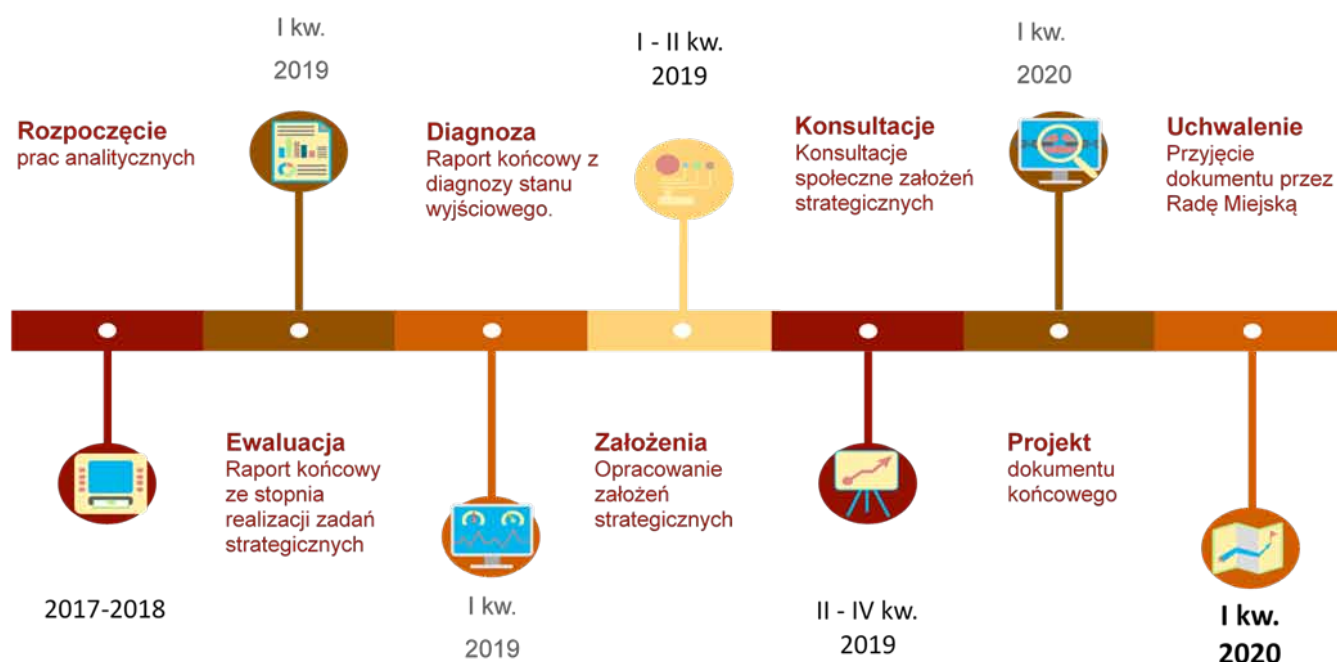 Rozpoczęcie
prac analitycznych
2017-2018
I kw.
2019
Ewaluacja
Raport końcowy
ze stopnia
realizacji zadań
strategicznych
Diagnoza
Raport końcowy z
diagnozy stanu
wyjściowego.
I kw.
2019
I - II kw.
2019
Założenia
Opracowanie
założeń
strategicznych
Konsultacje
Konsultacje
społeczne założeń
strategicznych
II - IV kw.
2019
I kw.
2020
Projekt
dokumentu
końcowego
Uchwalenie
Przyjęcie
dokumentu przez
Radę Miejską
I kw.
2020